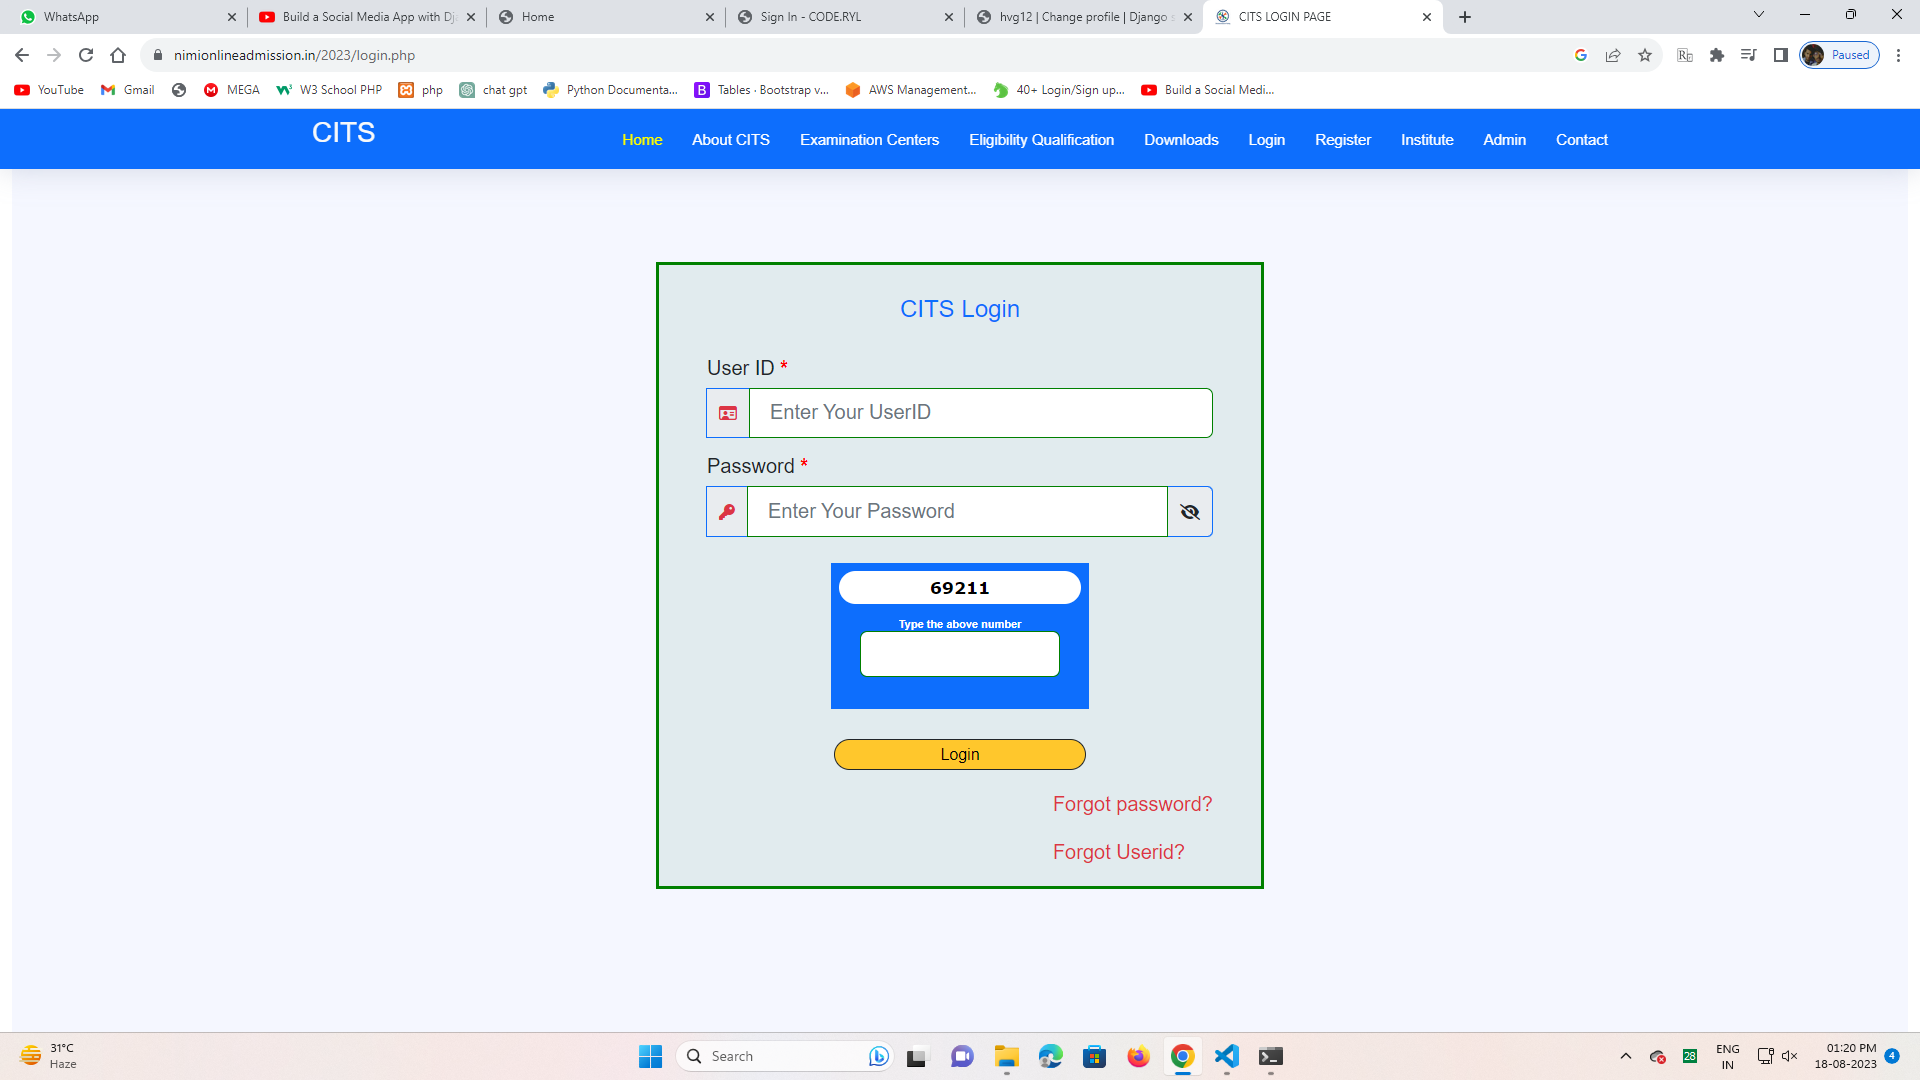 WhatsApp
Build a Social Media App with Dj
Home
Sign In - CODE.RYL
hvg12 | Change profile | Django s
CITS LOGIN PAGE
nimionlineadmission.in/2023/login.php
Paused
YouTube
Gmail
MEGA
W3 School PHP
php
chat gpt
Python Documenta...
B
Tables · Bootstrap v...
AWS Management...
40+ Login/Sign up...
Build a Social Medi...
CITS
Home
About CITS
Examination Centers
Eligibility Qualification
Downloads
Login
Register
Institute
Admin
Contact
CITS Login
User ID *
Enter Your UserID
Password *
Enter Your Password
69211
Type the above number
Login
Forgot password?
Forgot Userid?
31°C
Haze
Search
28
ENG
IN
01:20 PM
18-08-2023
4